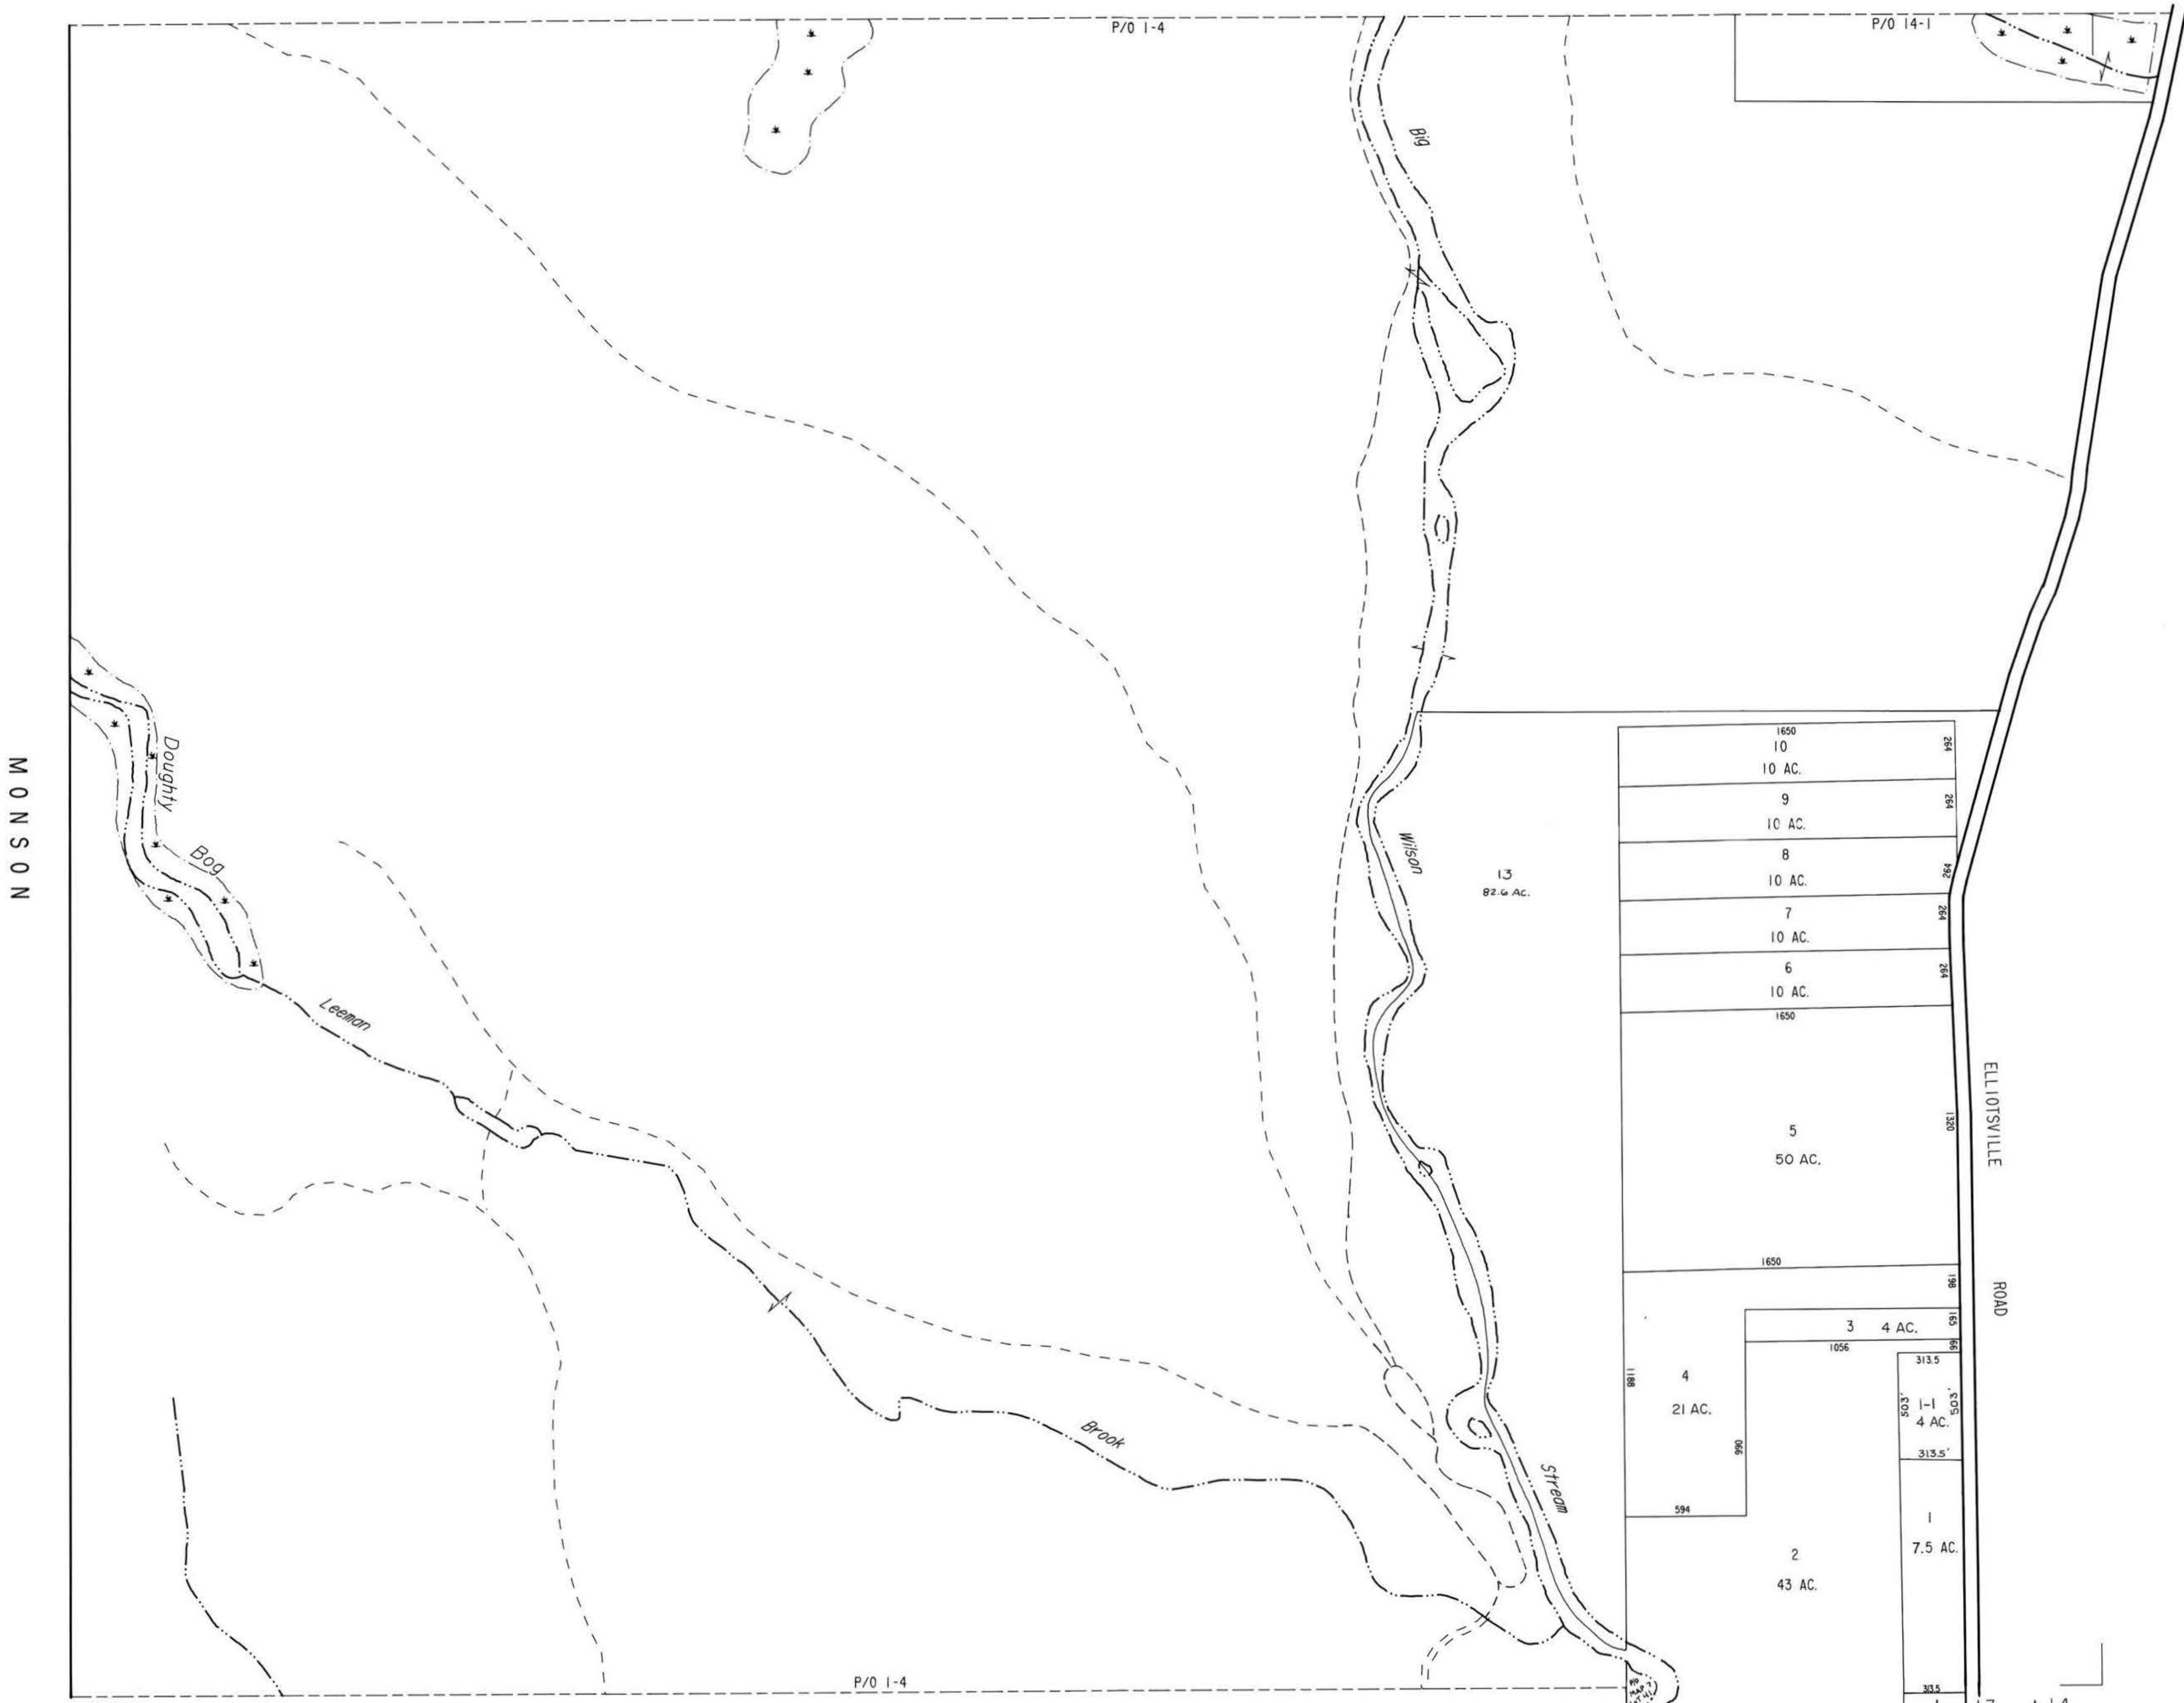 P/O 1-4
P/O 14-1
Big
MONSON
Doughty
Bog
Leeman
Brook
Wilson
Stream
13
82.6 AC.
1650
10
10 AC.
264
9
10 AC.
264
8
10 AC.
264
7
10 AC.
264
6
10 AC.
264
1650
5
50 AC.
1320
1650
ELLIOTSVILLE
ROAD
198
3 4 AC.
165
1056
66
4
21 AC.
1188
990
594
313.5
503'
1-1
4 AC.
505'
313.5'
1
7.5 AC.
2
43 AC.
313.5
P/O 1-4
P/O
MAP 7